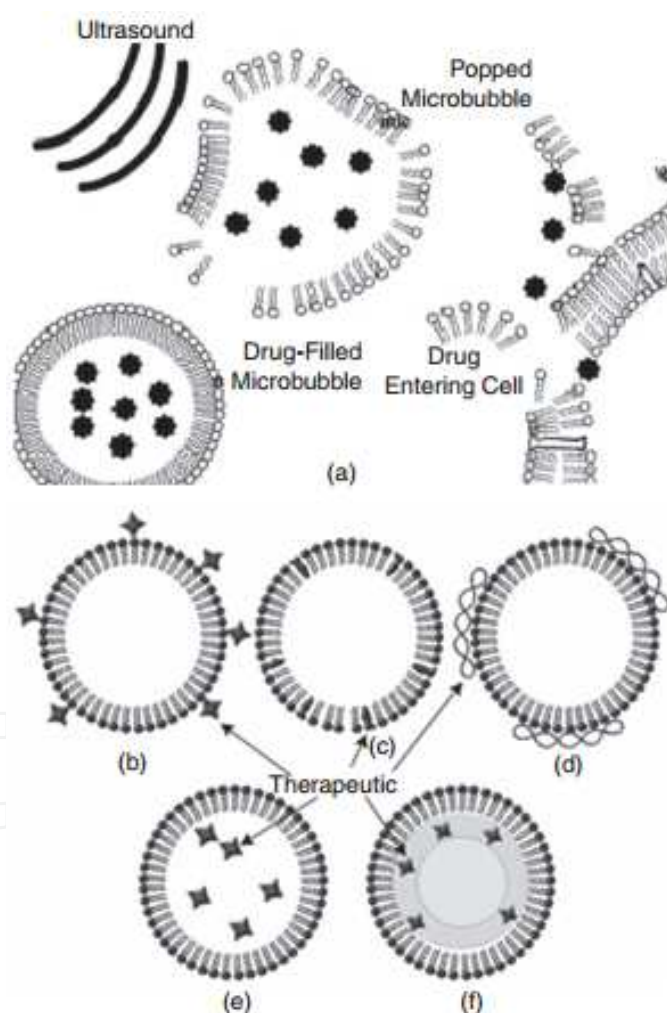 Ultrasound
Popped
Microbubble
Drug-Filled
Microbubble
Drug
Entering Cell
(a)
(b)
(c)
(d)
Therapeutic
(e)
(f)